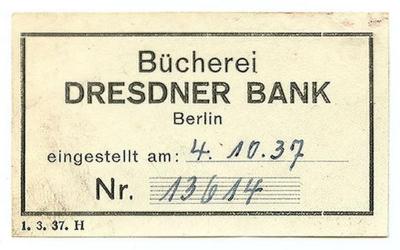 Bücherei
DRESDNER BANK
Berlin
eingestellt am: 4. 10. 37
Nr. 13614
1. 3. 37. H